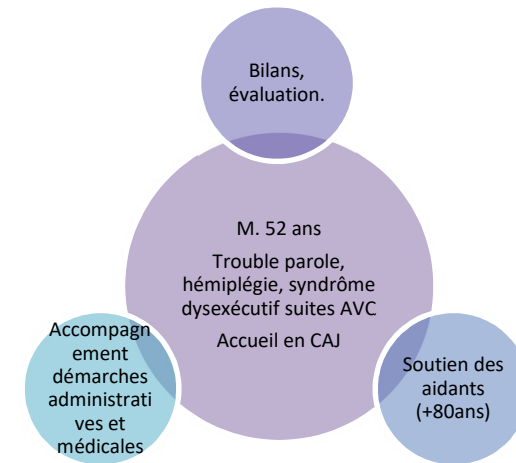 Bilans,
évaluation.
M. 52 ans
Trouble parole,
hémiplégie, syndrôme
dysexécutif suites AVC
Accueil en CAJ
Accompagn
ement
démarches
administrati
ves et
médicales
Soutien des
aidants
(+80ans)